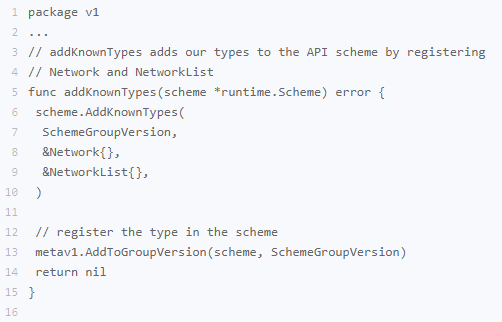 1 package v1
2 ...
3 // addKnownTypes adds our types to the API scheme by registering
4 // Network and NetworkList
5 func addKnownTypes(scheme *runtime.Scheme) error {
6  scheme.AddKnownTypes(
7   SchemeGroupVersion,
8   &Network{},
9   &NetworkList{},
10  )
11
12  // register the type in the scheme
13  metav1.AddToGroupVersion(scheme, SchemeGroupVersion)
14  return nil
15 }
16